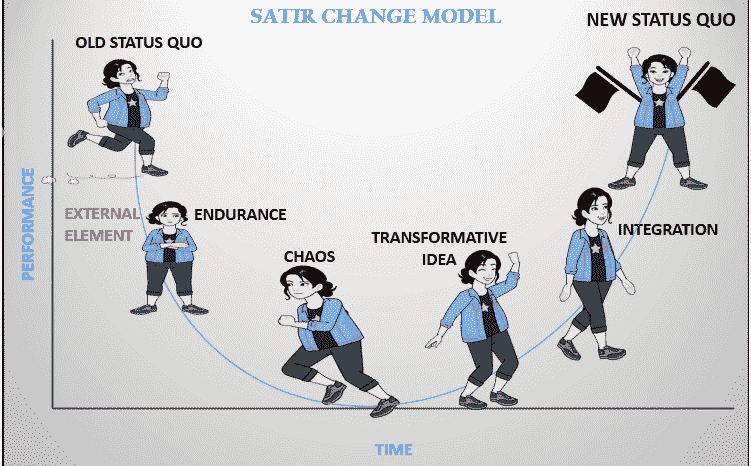 SATIR CHANGE MODEL
OLD STATUS QUO
NEW STATUS QUO
PERFORMANCE
EXTERNAL
ELEMENT
ENDURANCE
CHAOS
TRANSFORMATIVE
IDEA
INTEGRATION
TIME